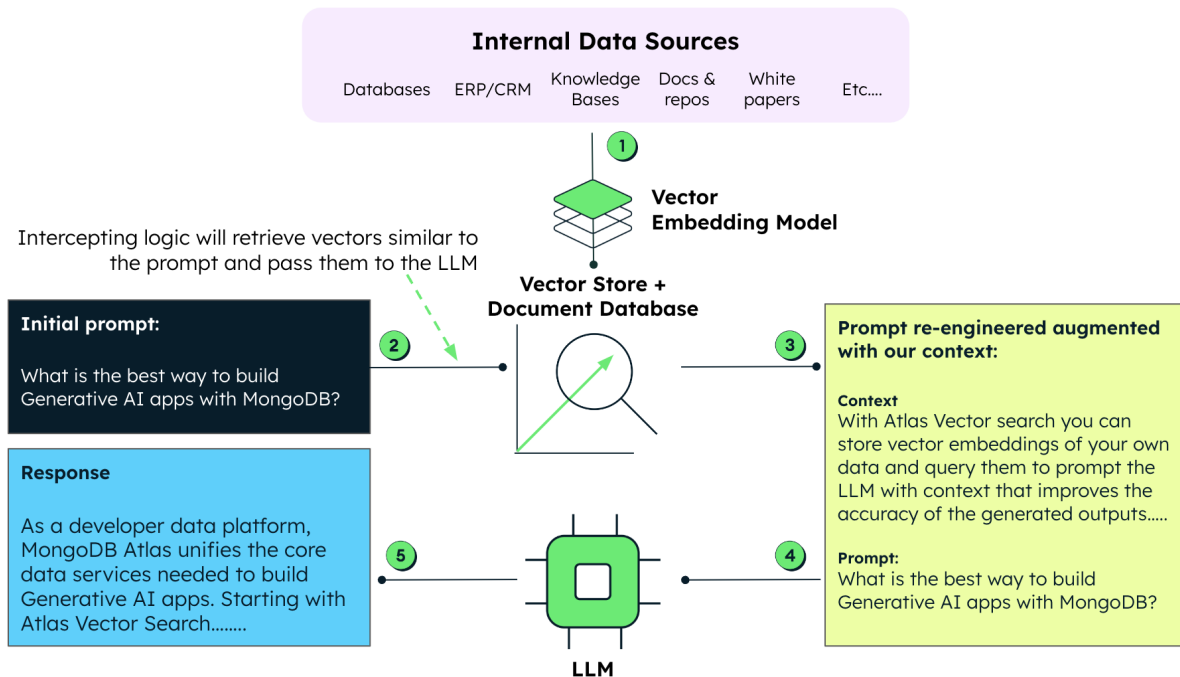 Internal Data Sources
Databases
ERP/CRM
Knowledge
Bases
Docs &
repos
White
papers
Etc....
1
Vector
Embedding Model
Intercepting logic will retrieve vectors similar to
the prompt and pass them to the LLM
Vector Store +
Document Database
Initial prompt:
What is the best way to build
Generative AI apps with MongoDB?
2
3
Prompt re-engineered augmented
with our context:
Context
With Atlas Vector search you can
store vector embeddings of your own
data and query them to prompt the
LLM with context that improves the
accuracy of the generated outputs.....
Prompt:
What is the best way to build
Generative AI apps with MongoDB?
4
LLM
5
Response
As a developer data platform,
MongoDB Atlas unifies the core
data services needed to build
Generative AI apps. Starting with
Atlas Vector Search........